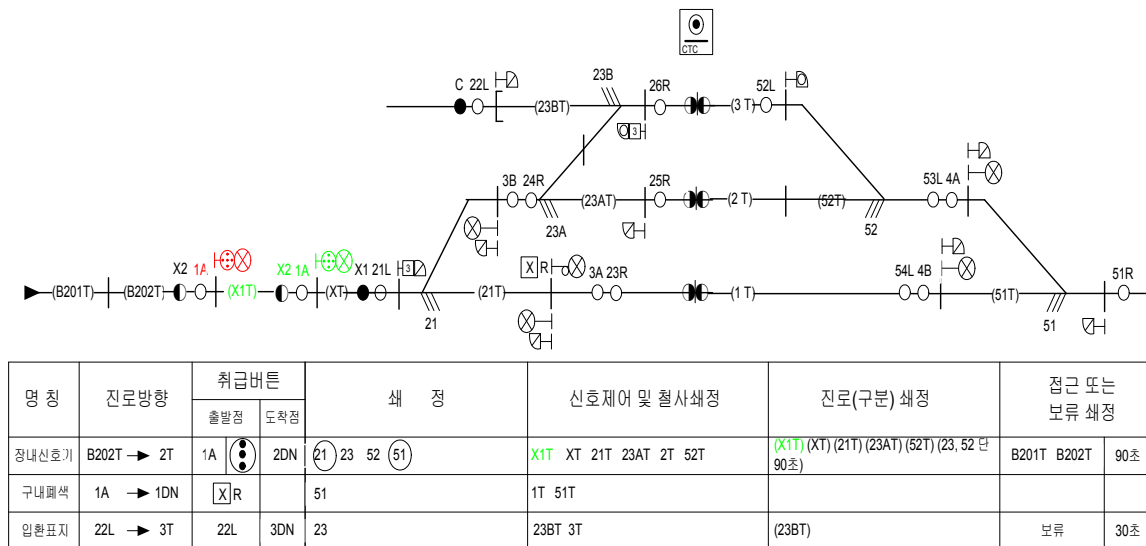 CTC
23B
C 22L
(23BT)
26R
(3 T)
52L
3
3B 24R
(23AT)
25R
(2 T)
(52T)
53L 4A
23A
52
X2 1A
X2 1A
X1 21L
3
X R
3A 23R
54L 4B
51R
(B201T)
(B202T)
(X1T)
(XT)
(21T)
(1 T)
(51T)
21
51
명 칭 진로방향 취급버튼 쇄 정 신호제어 및 철사쇄정 진로(구분) 쇄정 접근 또는
보류 쇄정
출발점 도착점
장내신호기 B202T 2T 1A 2DN 21 23 52 51 X1T XT 21T 23AT 2T 52T (X1T) (XT) (21T) (23AT) (52T) (23, 52 단
90초) B201T B202T 90초
구내폐색 1A 1DN X R 51 1T 51T
입환표지 22L 3T 22L 3DN 23 23BT 3T (23BT) 보류 30초